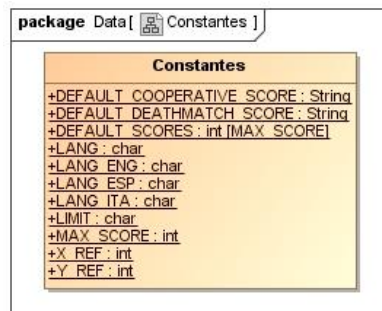 package Data [ Constantes ]
Constantes
+DEFAULT_COOPERATIVE_SCORE : String
+DEFAULT_DEATHMATCH_SCORE : String
+DEFAULT_SCORES : int [MAX_SCORE]
+LANG : char
+LANG_ENG : char
+LANG_ESP : char
+LANG_ITA : char
+LIMIT : char
+MAX_SCORE : int
+X_REF : int
+Y_REF : int